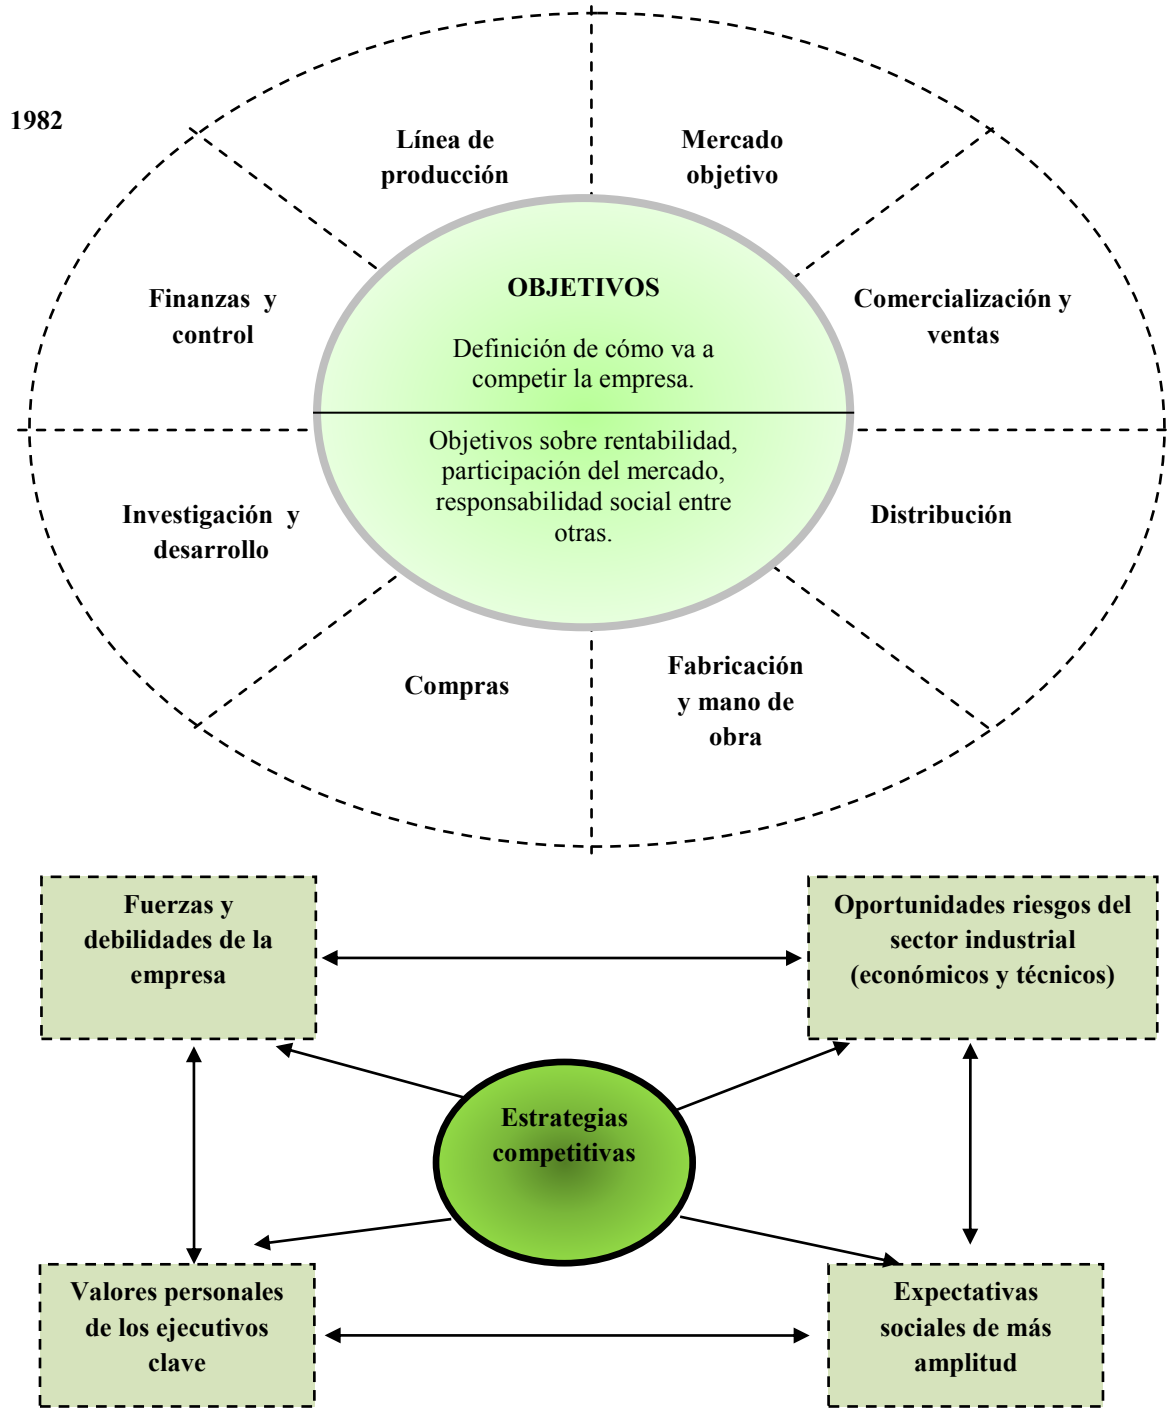 1982
Línea de
producción
Mercado
objetivo
Finanzas y
control
OBJETIVOS
Definición de cómo va a
competir la empresa.
Comercialización y
ventas
Objetivos sobre rentabilidad,
participación del mercado,
responsabilidad social entre
otras.
Investigación y
desarrollo
Distribución
Compras
Fabricación
y mano de
obra
Fuerzas y
debilidades de la
empresa
Oportunidades riesgos del
sector industrial
(económicos y técnicos)
Estrategias
competitivas
Valores personales
de los ejecutivos
clave
Expectativas
sociales de más
amplitud